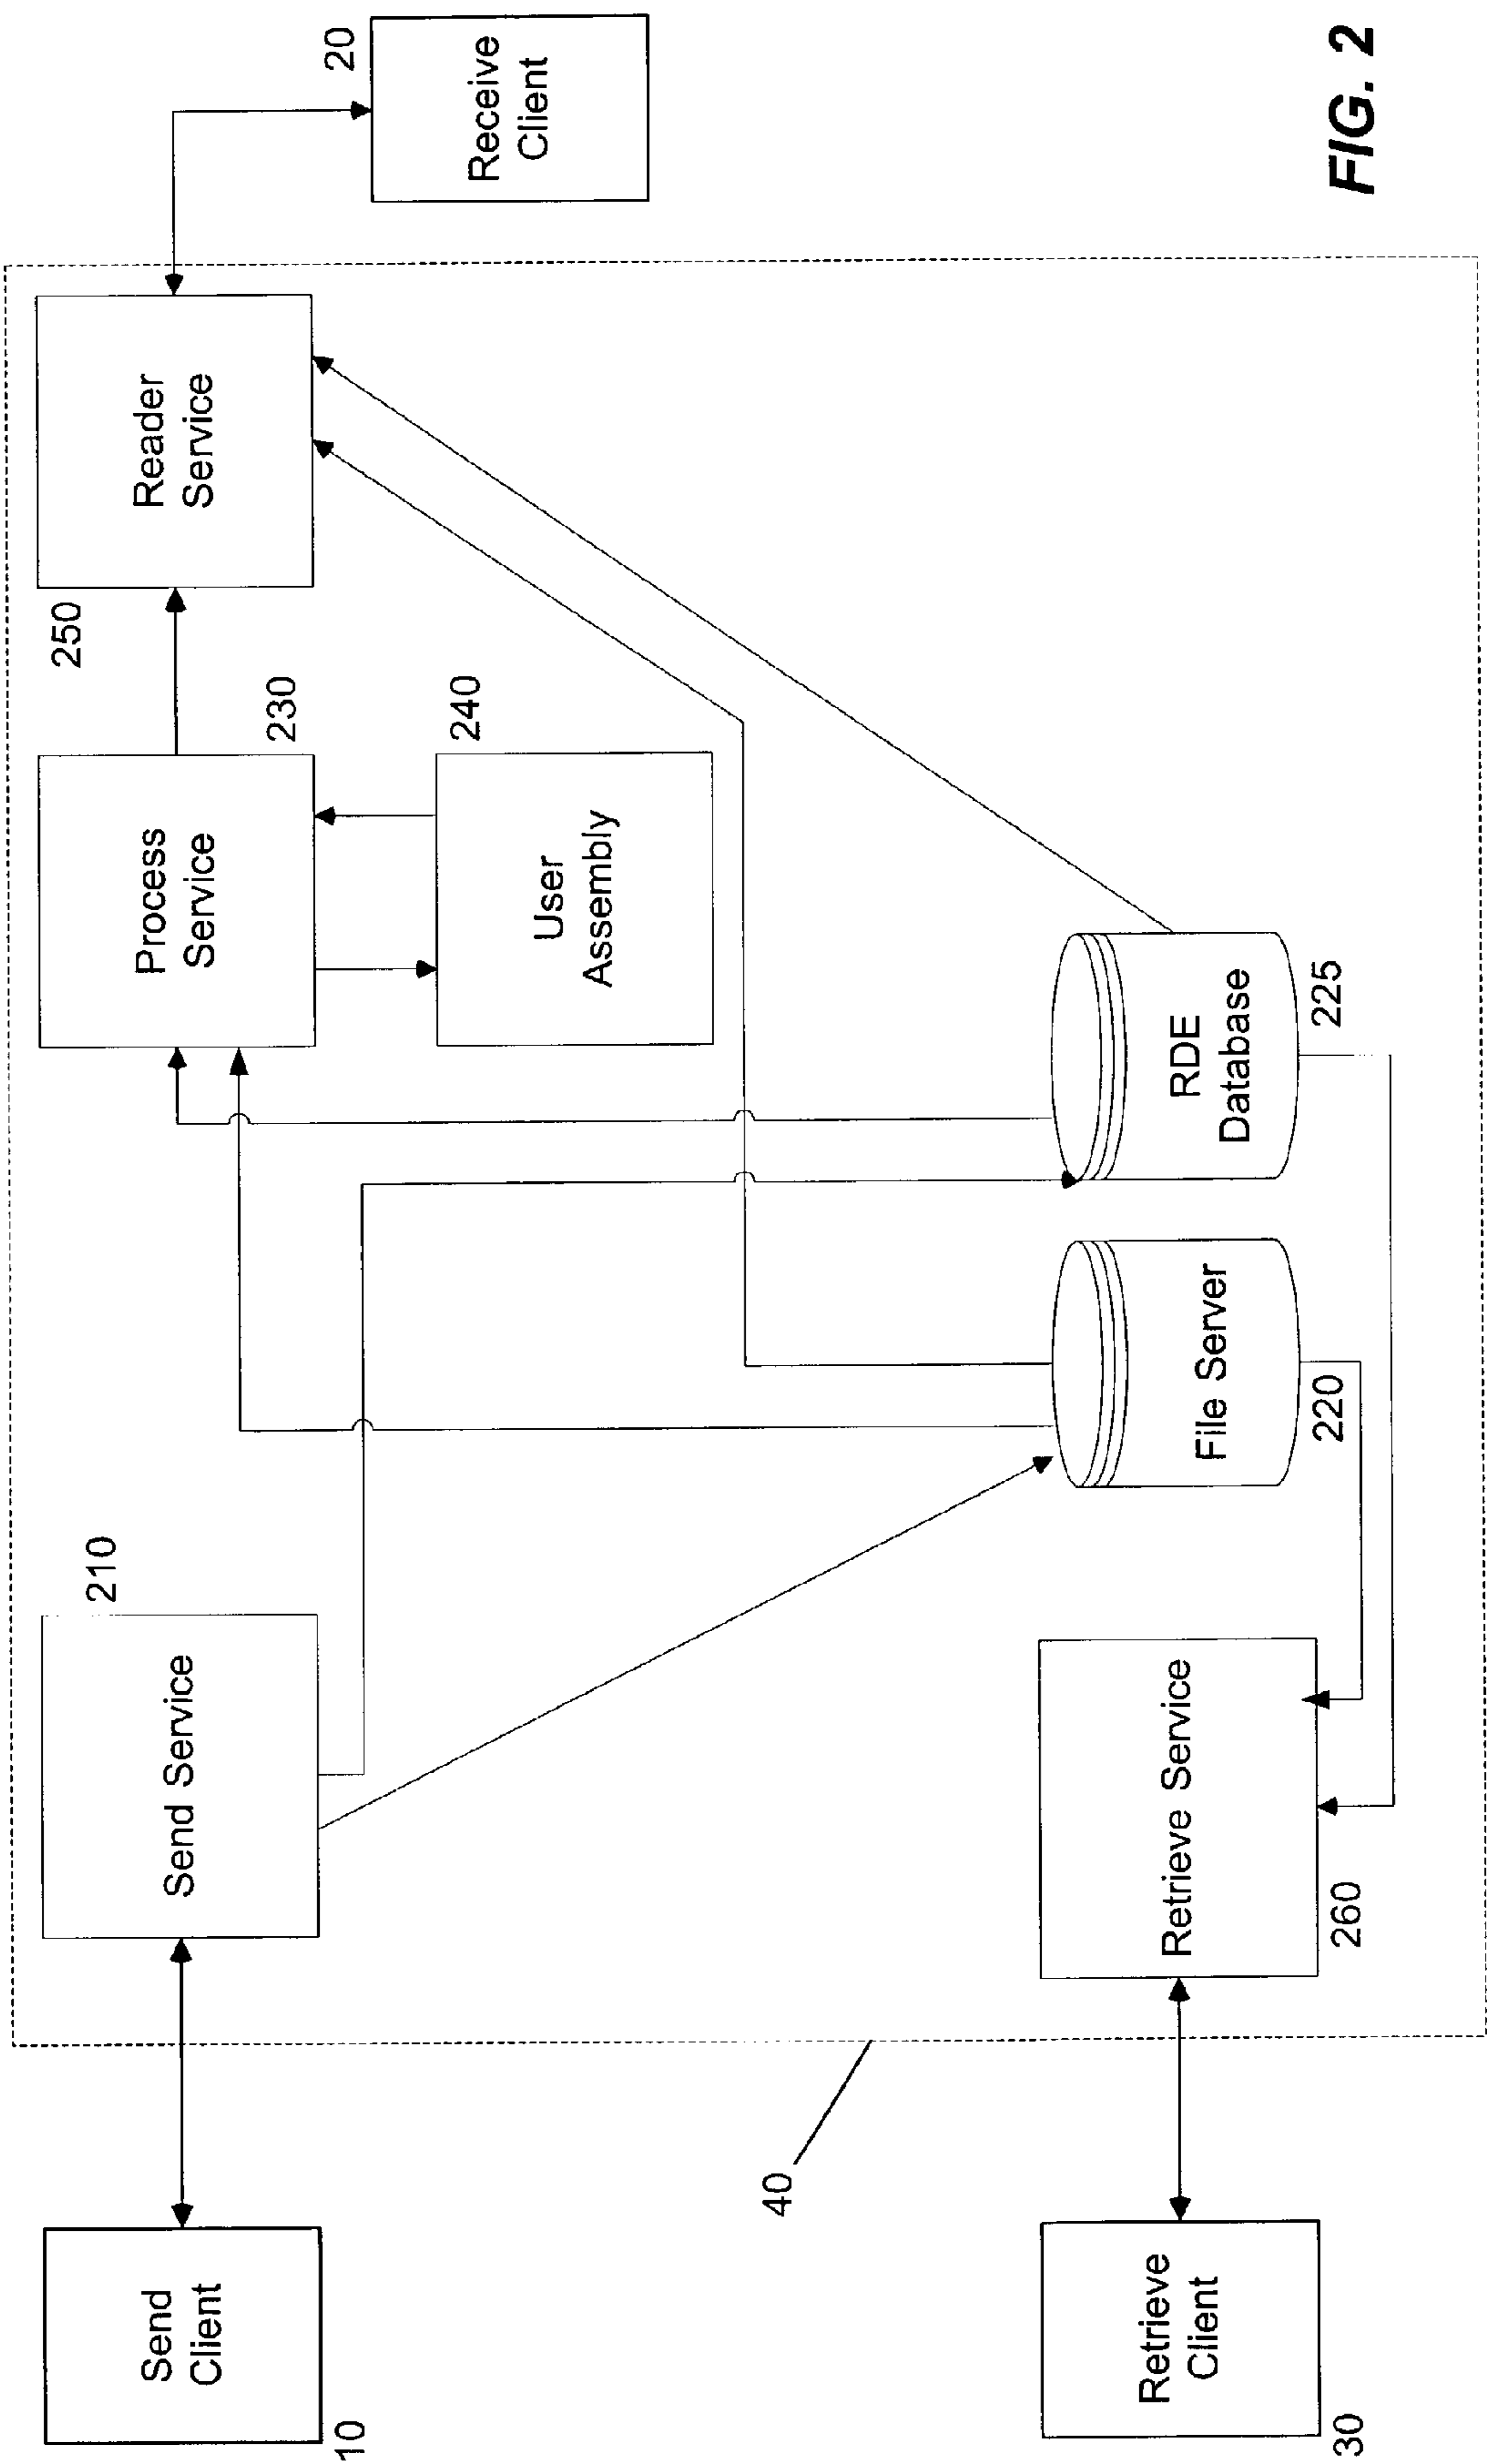 Send
Client
10
Send Service
210
Process
Service
230
User
Assembly
240
Reader
Service
250
20
Receive
Client
40
File Server
220
RDE
Database
225
Retrieve Service
260
Retrieve
Client
30
FIG. 2